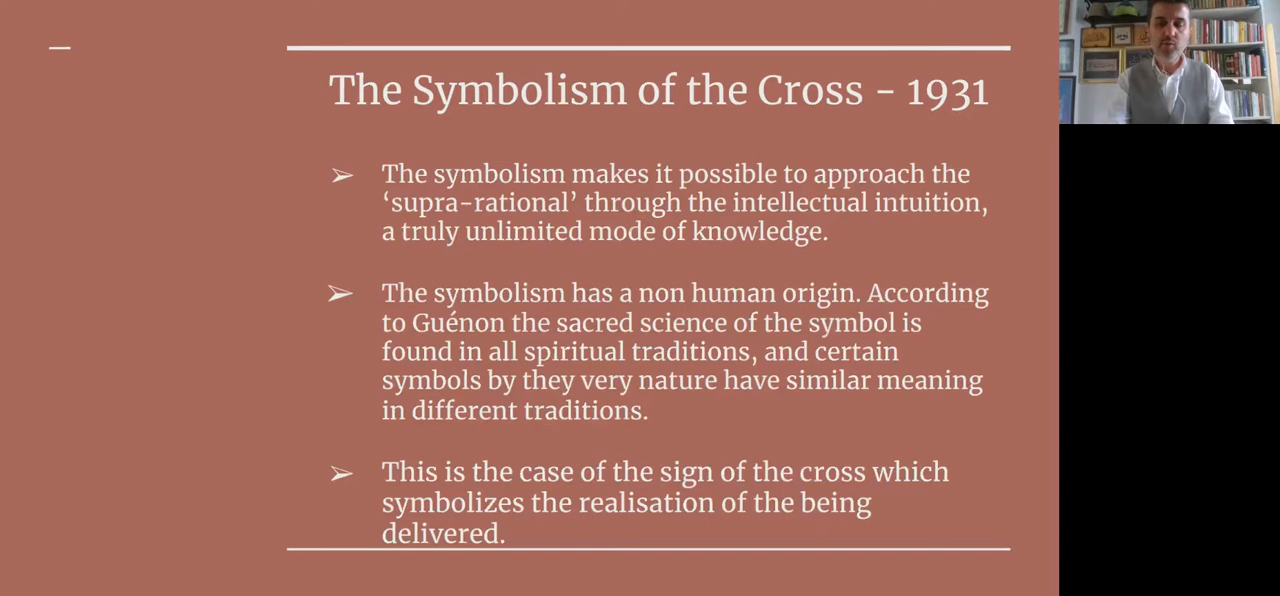 The Symbolism of the Cross - 1931
➢ The symbolism makes it possible to approach the
‘supra-rational’ through the intellectual intuition,
a truly unlimited mode of knowledge.
➢ The symbolism has a non human origin. According
to Guénon the sacred science of the symbol is
found in all spiritual traditions, and certain
symbols by they very nature have similar meaning
in different traditions.
➢ This is the case of the sign of the cross which
symbolizes the realisation of the being
delivered.